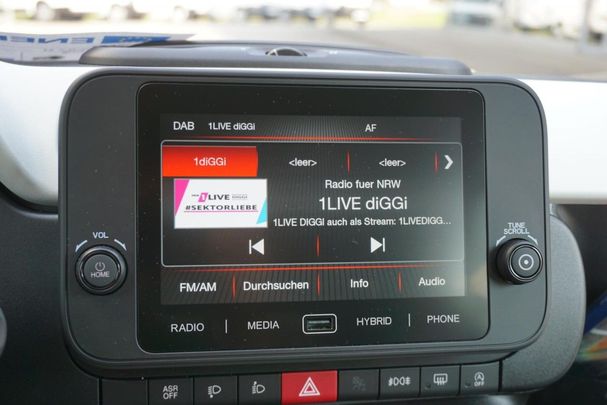 DAB 1LIVE diGGi AF
1diGGi <leer> <leer>
1LIVE DIGGI
#SEKTORLIEBE
Radio fuer NRW
1LIVE diGGi
1LIVE DIGGI auch als Stream: 1LIVEDIGG...
FM/AM Durchsuchen Info Audio
VOL
HOME
TUNE
SCROLL
RADIO MEDIA HYBRID PHONE
ASR
OFF
OFF